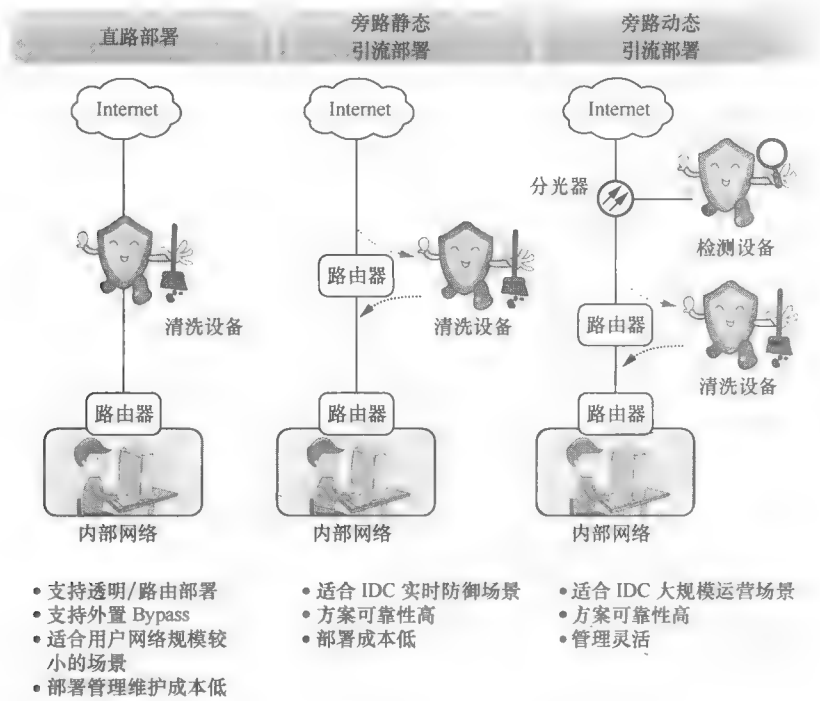 直路部署
旁路静态
引流部署
旁路动态
引流部署
Internet
清洗设备
路由器
内部网络
Internet
路由器
清洗设备
路由器
内部网络
Internet
分光器
检测设备
路由器
清洗设备
路由器
内部网络
• 支持透明/路由部署
• 支持外置 Bypass
• 适合用户网络规模较
小的场景
• 部署管理维护成本低
• 适合 IDC 实时防御场景
• 方案可靠性高
• 部署成本低
• 适合 IDC 大规模运营场景
• 方案可靠性高
• 管理灵活